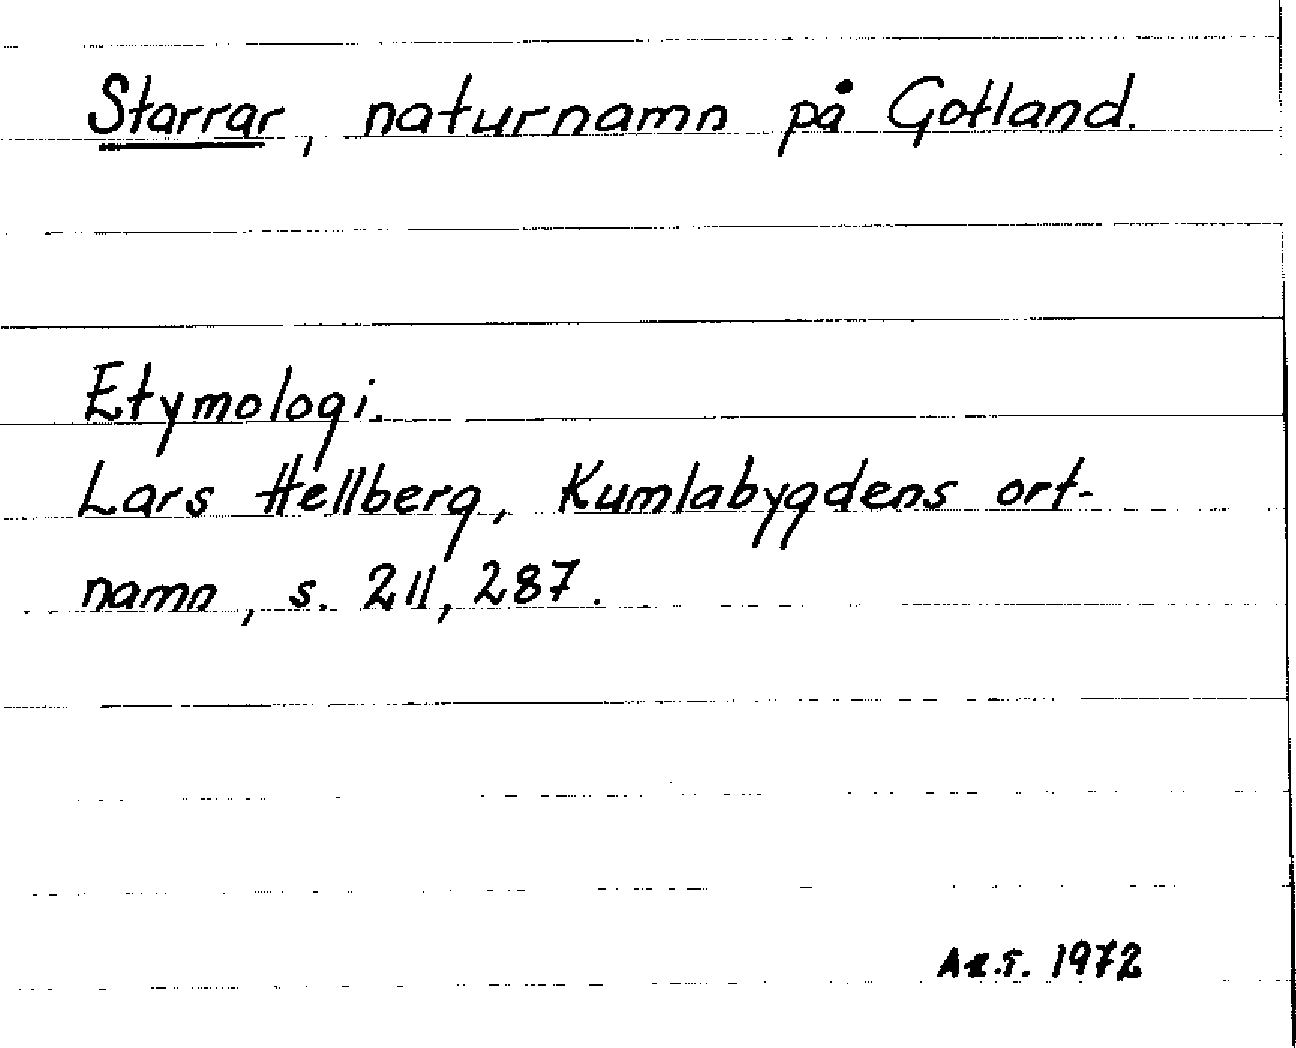 Starrar, naturnamn på Gotland.
Etymologi.
Lars Hellberg, Kumlabygdens ort-
namn, s. 211, 287.
1972